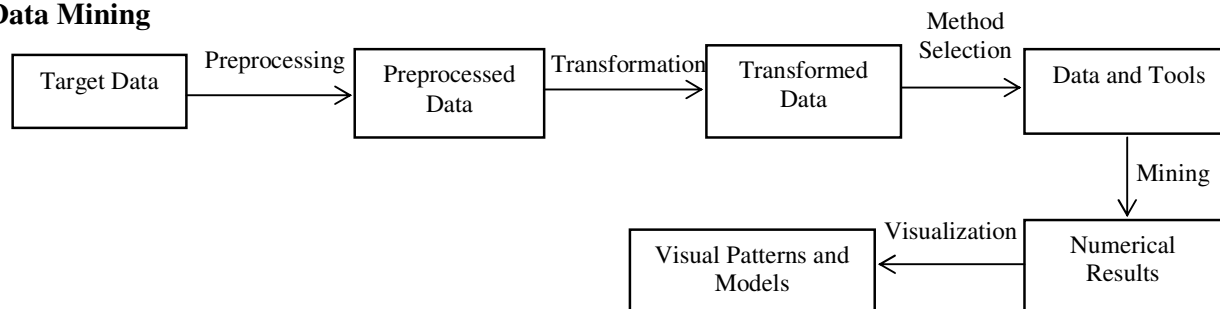 Data Mining
Target Data
Preprocessing
Preprocessed
Data
Transformation
Transformed
Data
Method
Selection
Data and Tools
Mining
Numerical
Results
Visualization
Visual Patterns and
Models